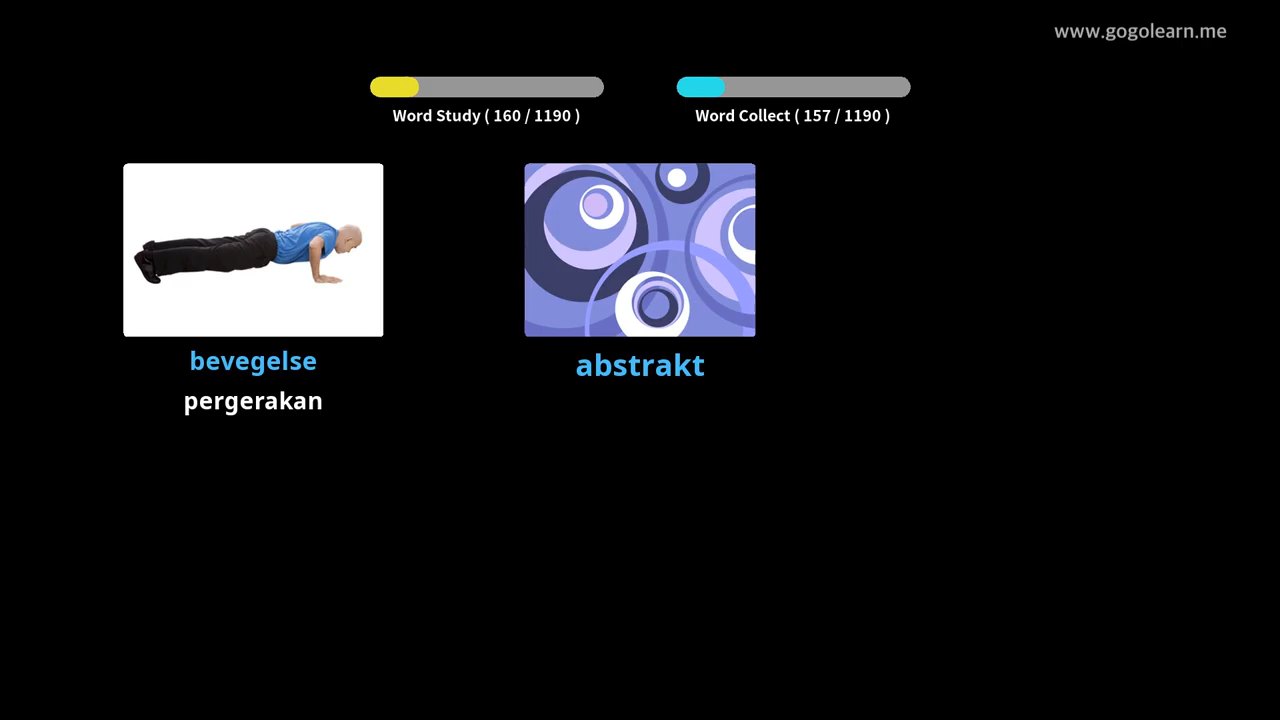 www.gogolearn.me
Word Study ( 160 / 1190 )
Word Collect ( 157 / 1190 )
bevegelse
pergerakan
abstrakt